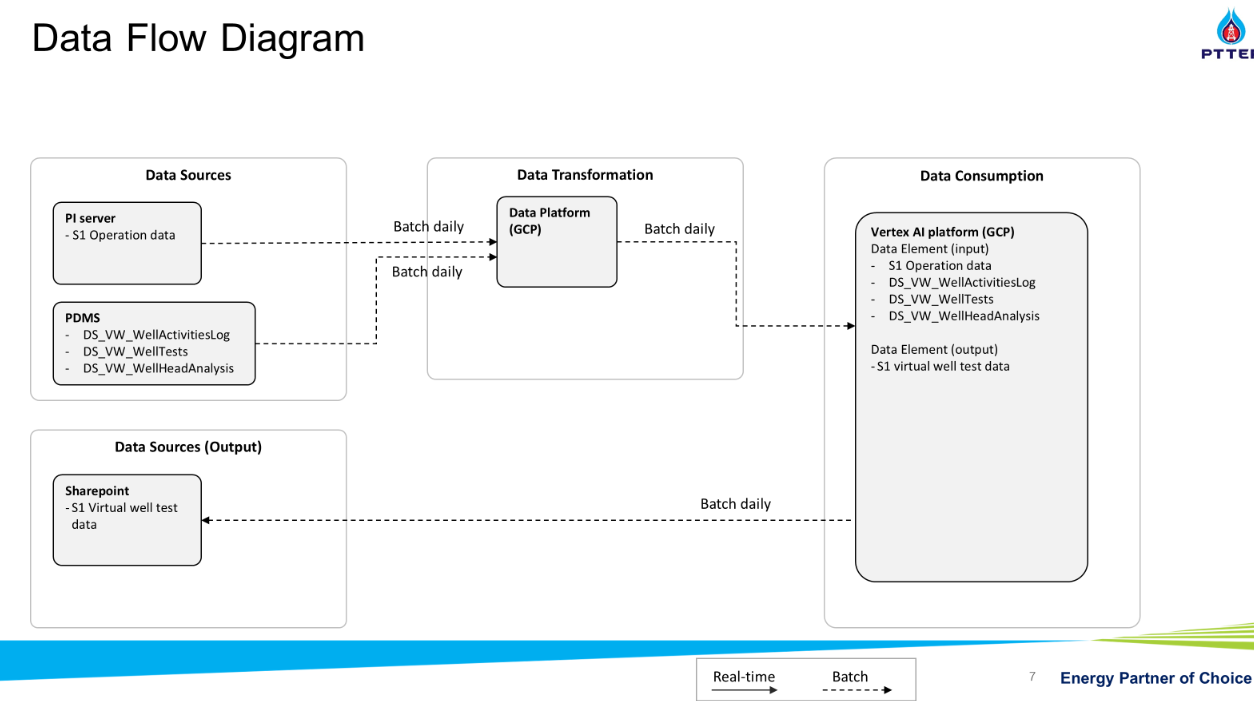 Data Flow Diagram
PTTEP
Data Sources
PI server
- S1 Operation data
PDMS
- DS_VW_WellActivitiesLog
- DS_VW_WellTests
- DS_VW_WellHeadAnalysis
Batch daily
Batch daily
Data Transformation
Data Platform
(GCP)
Batch daily
Data Consumption
Vertex AI platform (GCP)
Data Element (input)
- S1 Operation data
- DS_VW_WellActivitiesLog
- DS_VW_WellTests
- DS_VW_WellHeadAnalysis
Data Element (output)
- S1 virtual well test data
Data Sources (Output)
Sharepoint
- S1 Virtual well test
data
Batch daily
Real-time
Batch
7
Energy Partner of Choice